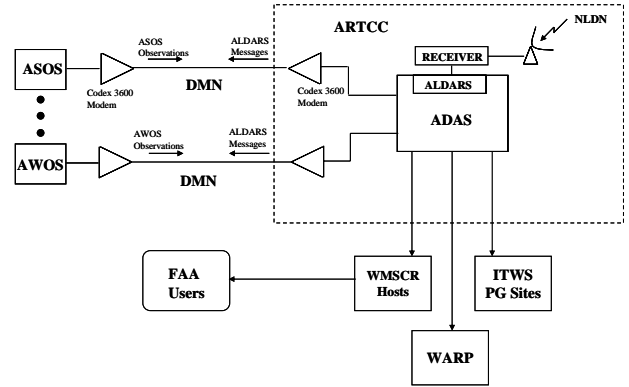 ARTCC
NLDN
ASOS
Observations
ALDARS
Messages
RECEIVER
ASOS
DMN
ALDARS
Codex 3600
Modem
Codex 3600
Modem
ADAS
AWOS
Observations
ALDARS
Messages
AWOS
DMN
FAA
Users
WMSCR
Hosts
ITWS
PG Sites
WARP